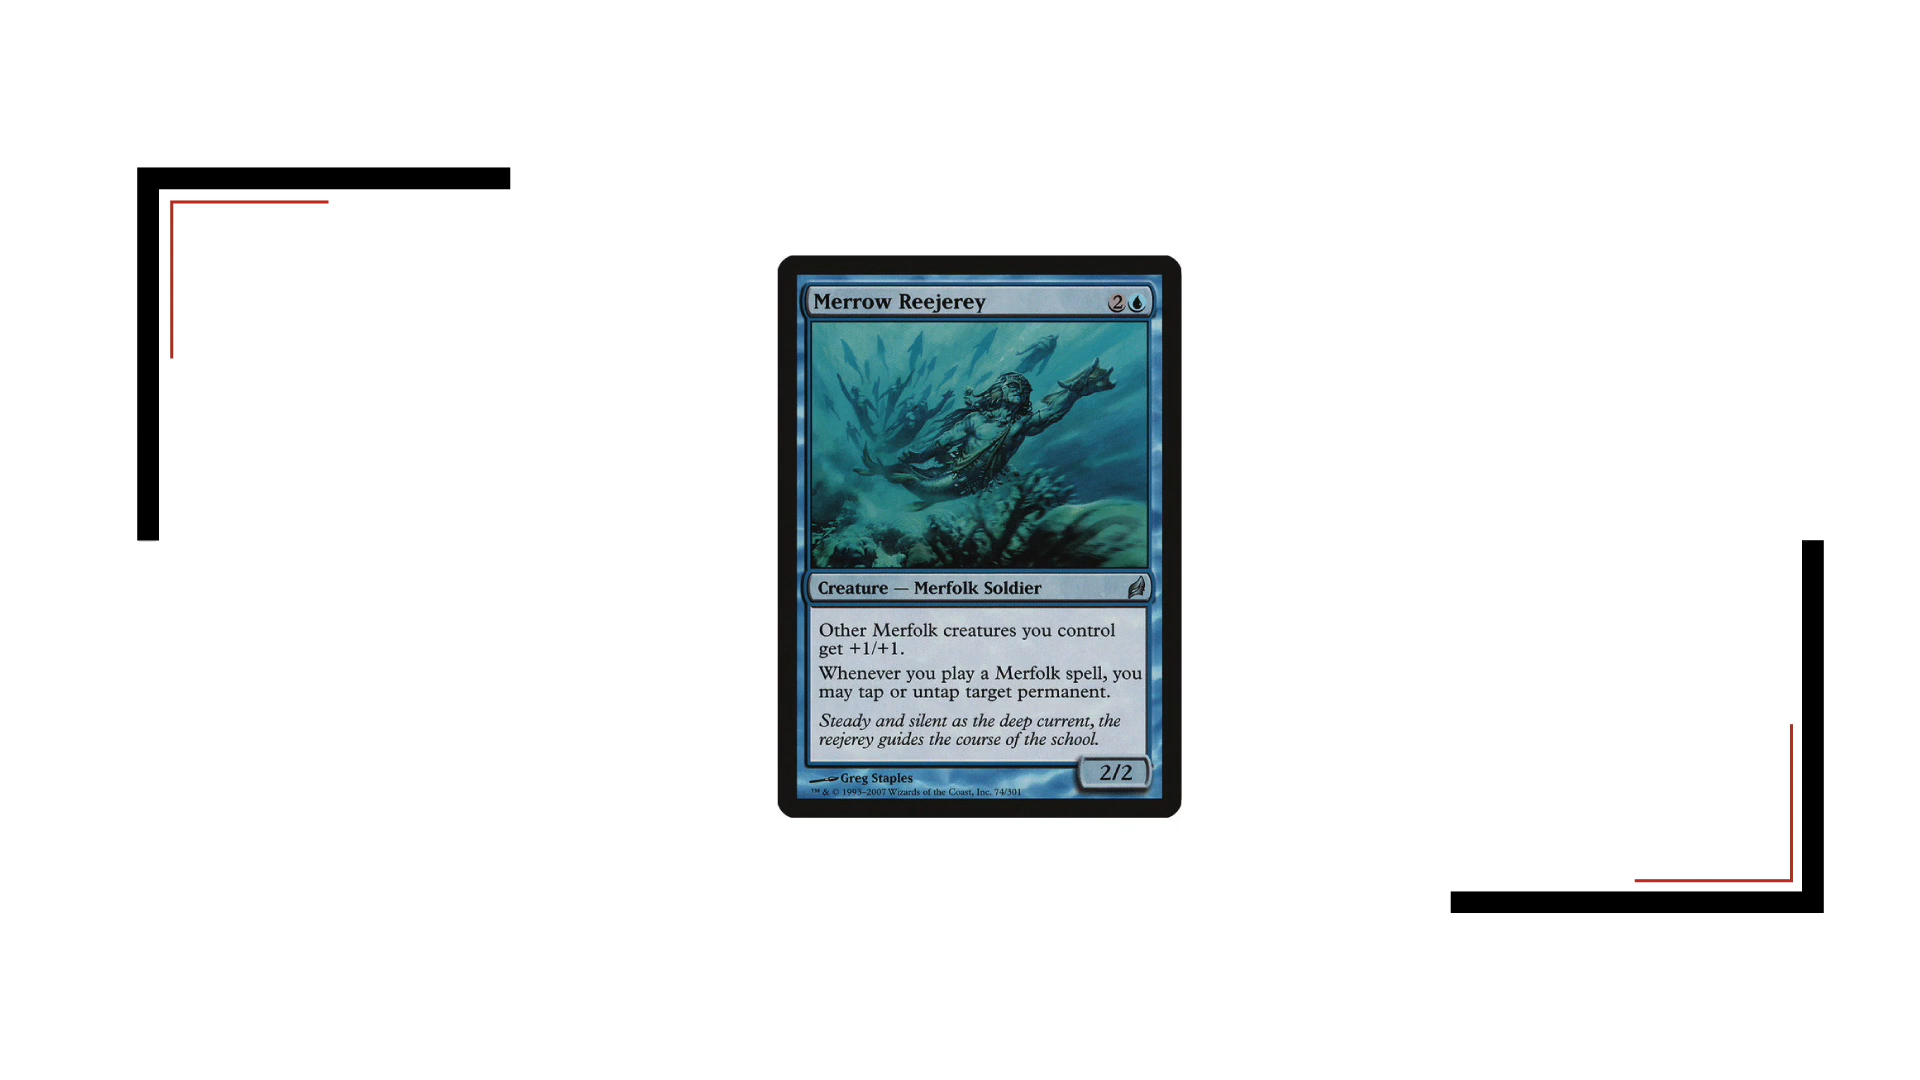 Merrow Reejerey 2
Creature — Merfolk Soldier
Other Merfolk creatures you control
get +1/+1.
Whenever you play a Merfolk spell, you
may tap or untap target permanent.
Steady and silent as the deep current, the
reejerey guides the course of the school.
2/2
Greg Staples
™ & © 1993–2007 Wizards of the Coast, Inc. 74/301